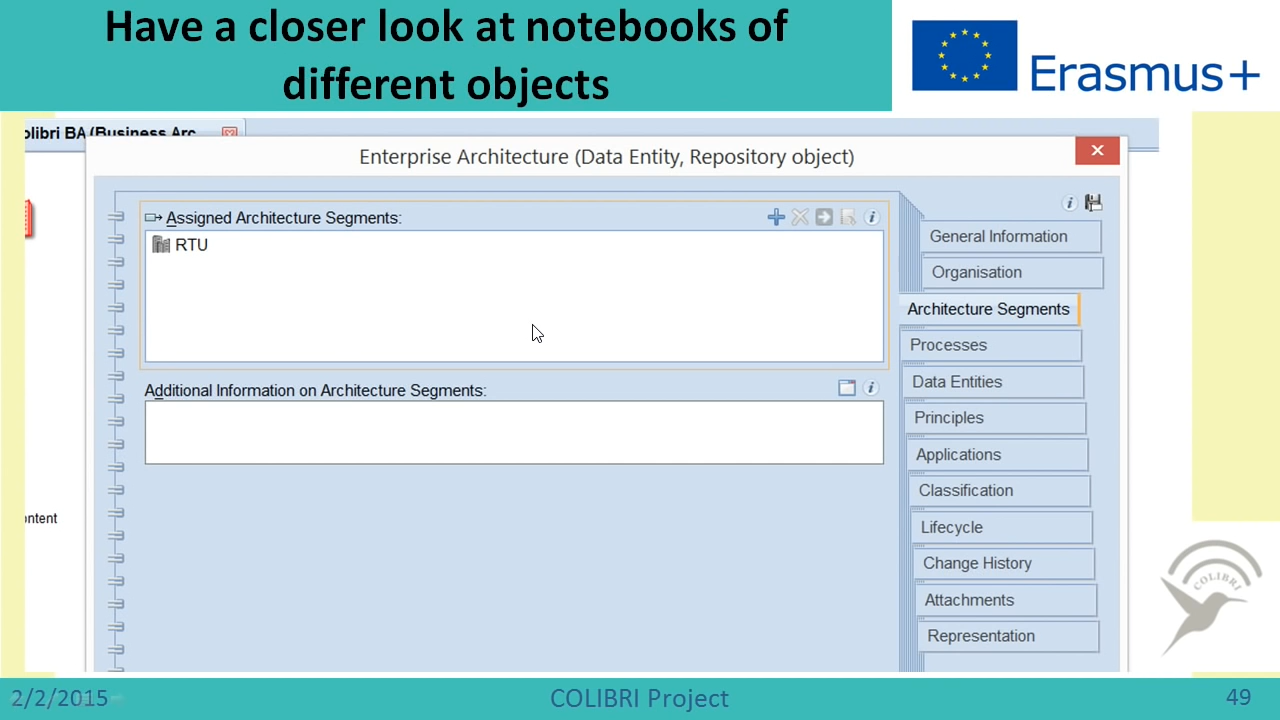 Have a closer look at notebooks of
different objects
Erasmus+
olibri BA (Business Arc
Enterprise Architecture (Data Entity, Repository object)
Assigned Architecture Segments:
RTU
Additional Information on Architecture Segments:
General Information
Organisation
Architecture Segments
Processes
Data Entities
Principles
Applications
Classification
Lifecycle
Change History
Attachments
Representation
ontent
COLIBRI
2/2/2015
COLIBRI Project
49